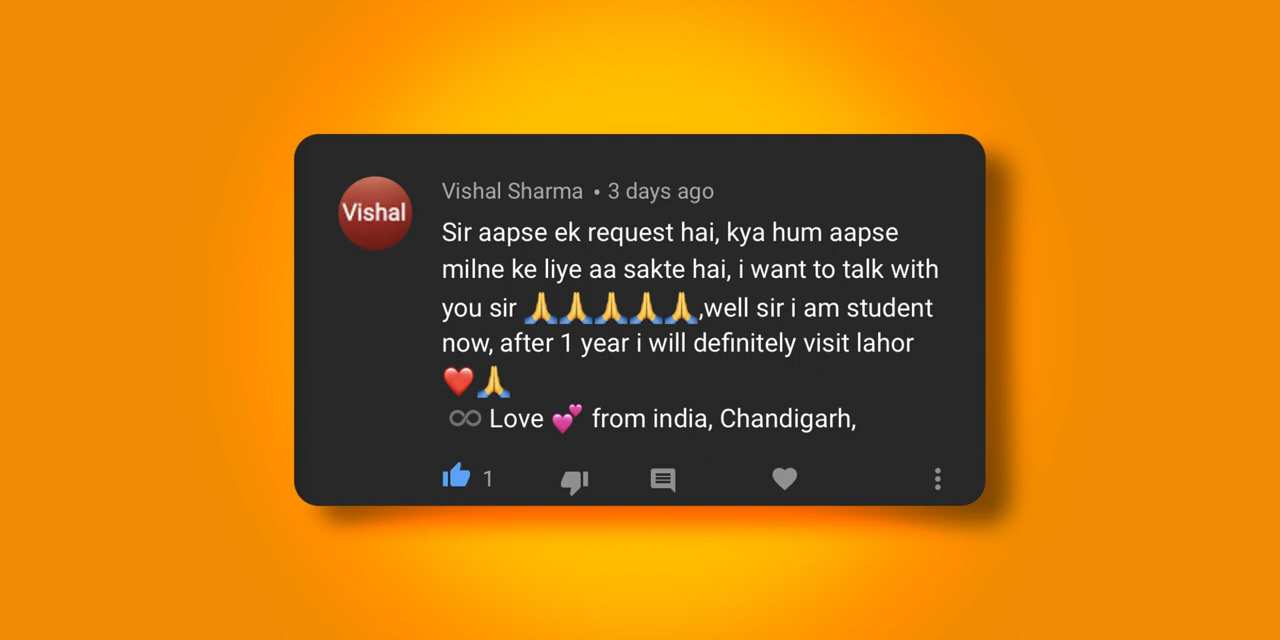 Vishal
Vishal Sharma • 3 days ago
Sir aapse ek request hai, kya hum aapse
milne ke liye aa sakte hai, i want to talk with
you sir 🙏🙏🙏🙏🙏,well sir i am student
now, after 1 year i will definitely visit lahor
❤️🙏
♾ Love 💕 from india, Chandigarh,
1